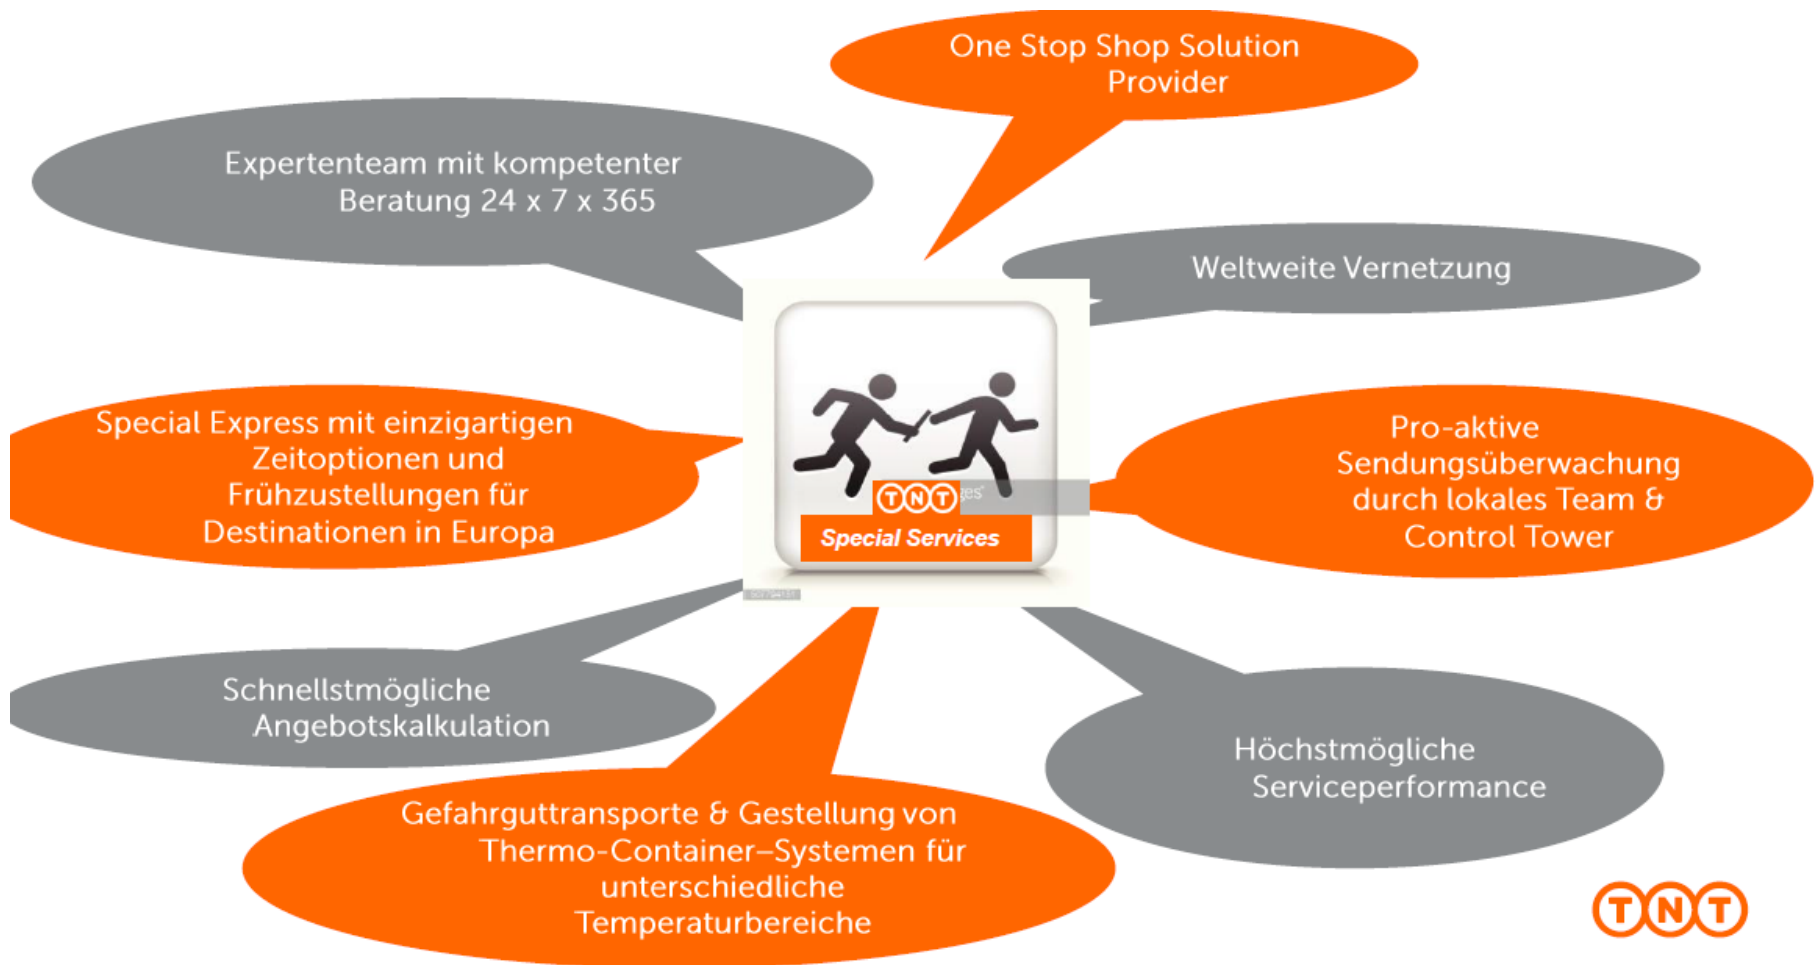 One Stop Shop Solution
Provider
Expertenteam mit kompetenter
Beratung 24 x 7 x 365
Weltweite Vernetzung
Special Express mit einzigartigen
Zeitoptionen und
Frühzustellungen für
Destinationen in Europa
TNT
Special Services
Pro-aktive
Sendungsüberwachung
durch lokales Team &
Control Tower
Schnellstmögliche
Angebotskalkulation
Höchstmögliche
Serviceperformance
Gefahrguttransporte & Gestellung von
Thermo-Container–Systemen für
unterschiedliche
Temperaturbereiche
TNT